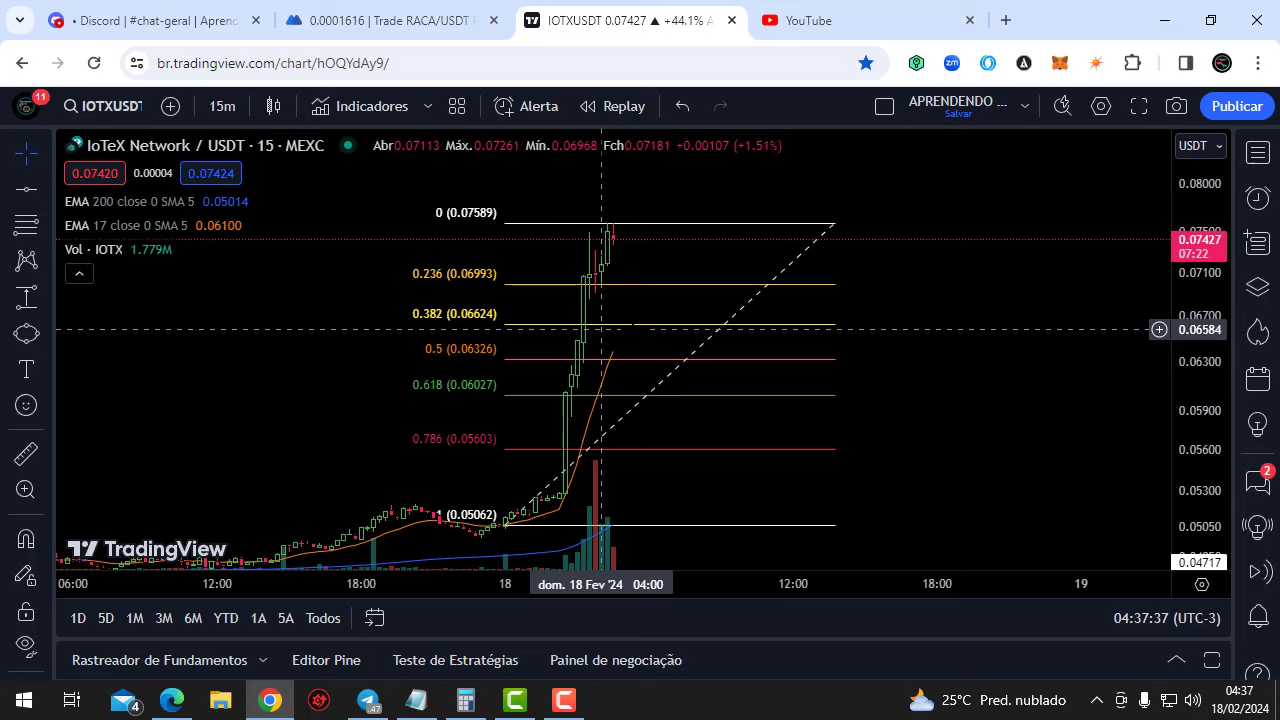 Discord | #chat-geral | Aprend
0.0001616 | Trade RACA/USDT
IOTXUSDT 0.07427 ▲ +44.1% A
YouTube
br.tradingview.com/chart/hOQYdAy9/
11
IOTXUSDT
15m
Indicadores
Alerta
Replay
APRENDENDO ...
Salvar
Publicar
IoTeX Network / USDT · 15 · MEXC
Abr0.07113 Máx.0.07261 Mín.0.06968 Fch0.07181 +0.00107 (+1.51%)
0.07420 0.00004 0.07424
EMA 200 close 0 SMA 5 0.05014
EMA 17 close 0 SMA 5 0.06100
Vol · IOTX 1.779M
USDT
0 (0.07589)
0.236 (0.06993)
0.382 (0.06624)
0.5 (0.06326)
0.618 (0.06027)
0.786 (0.05603)
1 (0.05062)
0.08000
0.07427
07:22
0.07100
0.06700
0.06584
0.06300
0.05900
0.05600
0.05300
0.05050
0.04717
2
TradingView
06:00 12:00 18:00 18 dom. 18 Fev '24 04:00 12:00 18:00 19
1D 5D 1M 3M 6M YTD 1A 5A Todos
04:37:37 (UTC-3)
Rastreador de Fundamentos Editor Pine Teste de Estratégias Painel de negociação
4
47
25°C Pred. nublado
04:37
18/02/2024